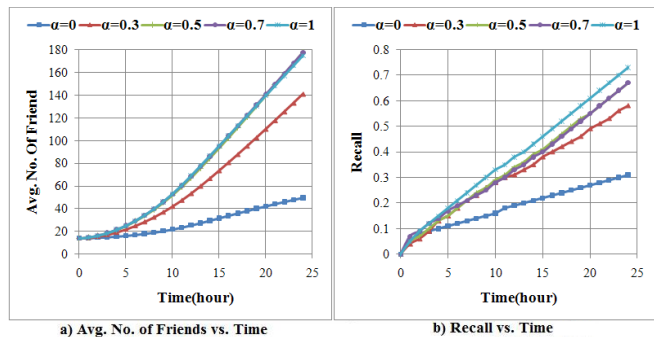 α=0 α=0.3 α=0.5 α=0.7 α=1
180
160
140
120
100
80
60
40
20
0
Avg. No. Of Friend
0 5 10 15 20 25
Time(hour)
a) Avg. No. of Friends vs. Time
α=0 α=0.3 α=0.5 α=0.7 α=1
0.8
0.7
0.6
0.5
0.4
0.3
0.2
0.1
0
Recall
0 5 10 15 20 25
Time(hour)
b) Recall vs. Time